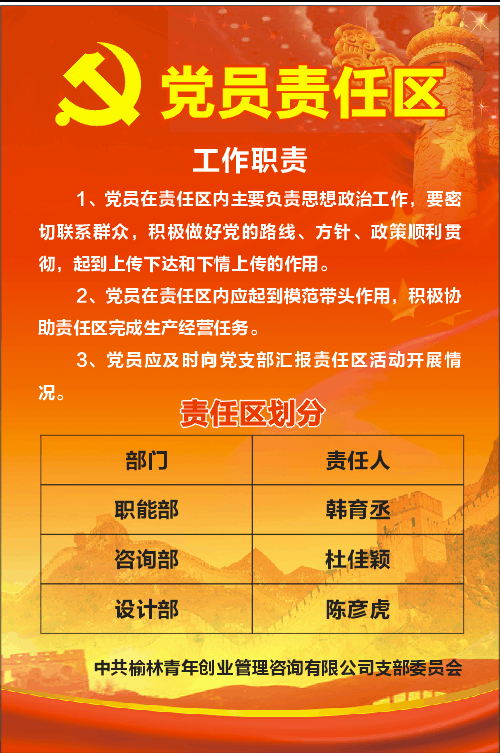 党员责任区
工作职责
1、党员在责任区内主要负责思想政治工作，要密
切联系群众，积极做好党的路线、方针、政策顺利贯
彻，起到上传下达和下情上传的作用。
2、党员在责任区内应起到模范带头作用，积极协
助责任区完成生产经营任务。
3、党员应及时向党支部汇报责任区活动开展情
况。
责任区划分
部门 责任人
职能部 韩育丞
咨询部 杜佳颖
设计部 陈彦虎
中共榆林青年创业管理咨询有限公司支部委员会